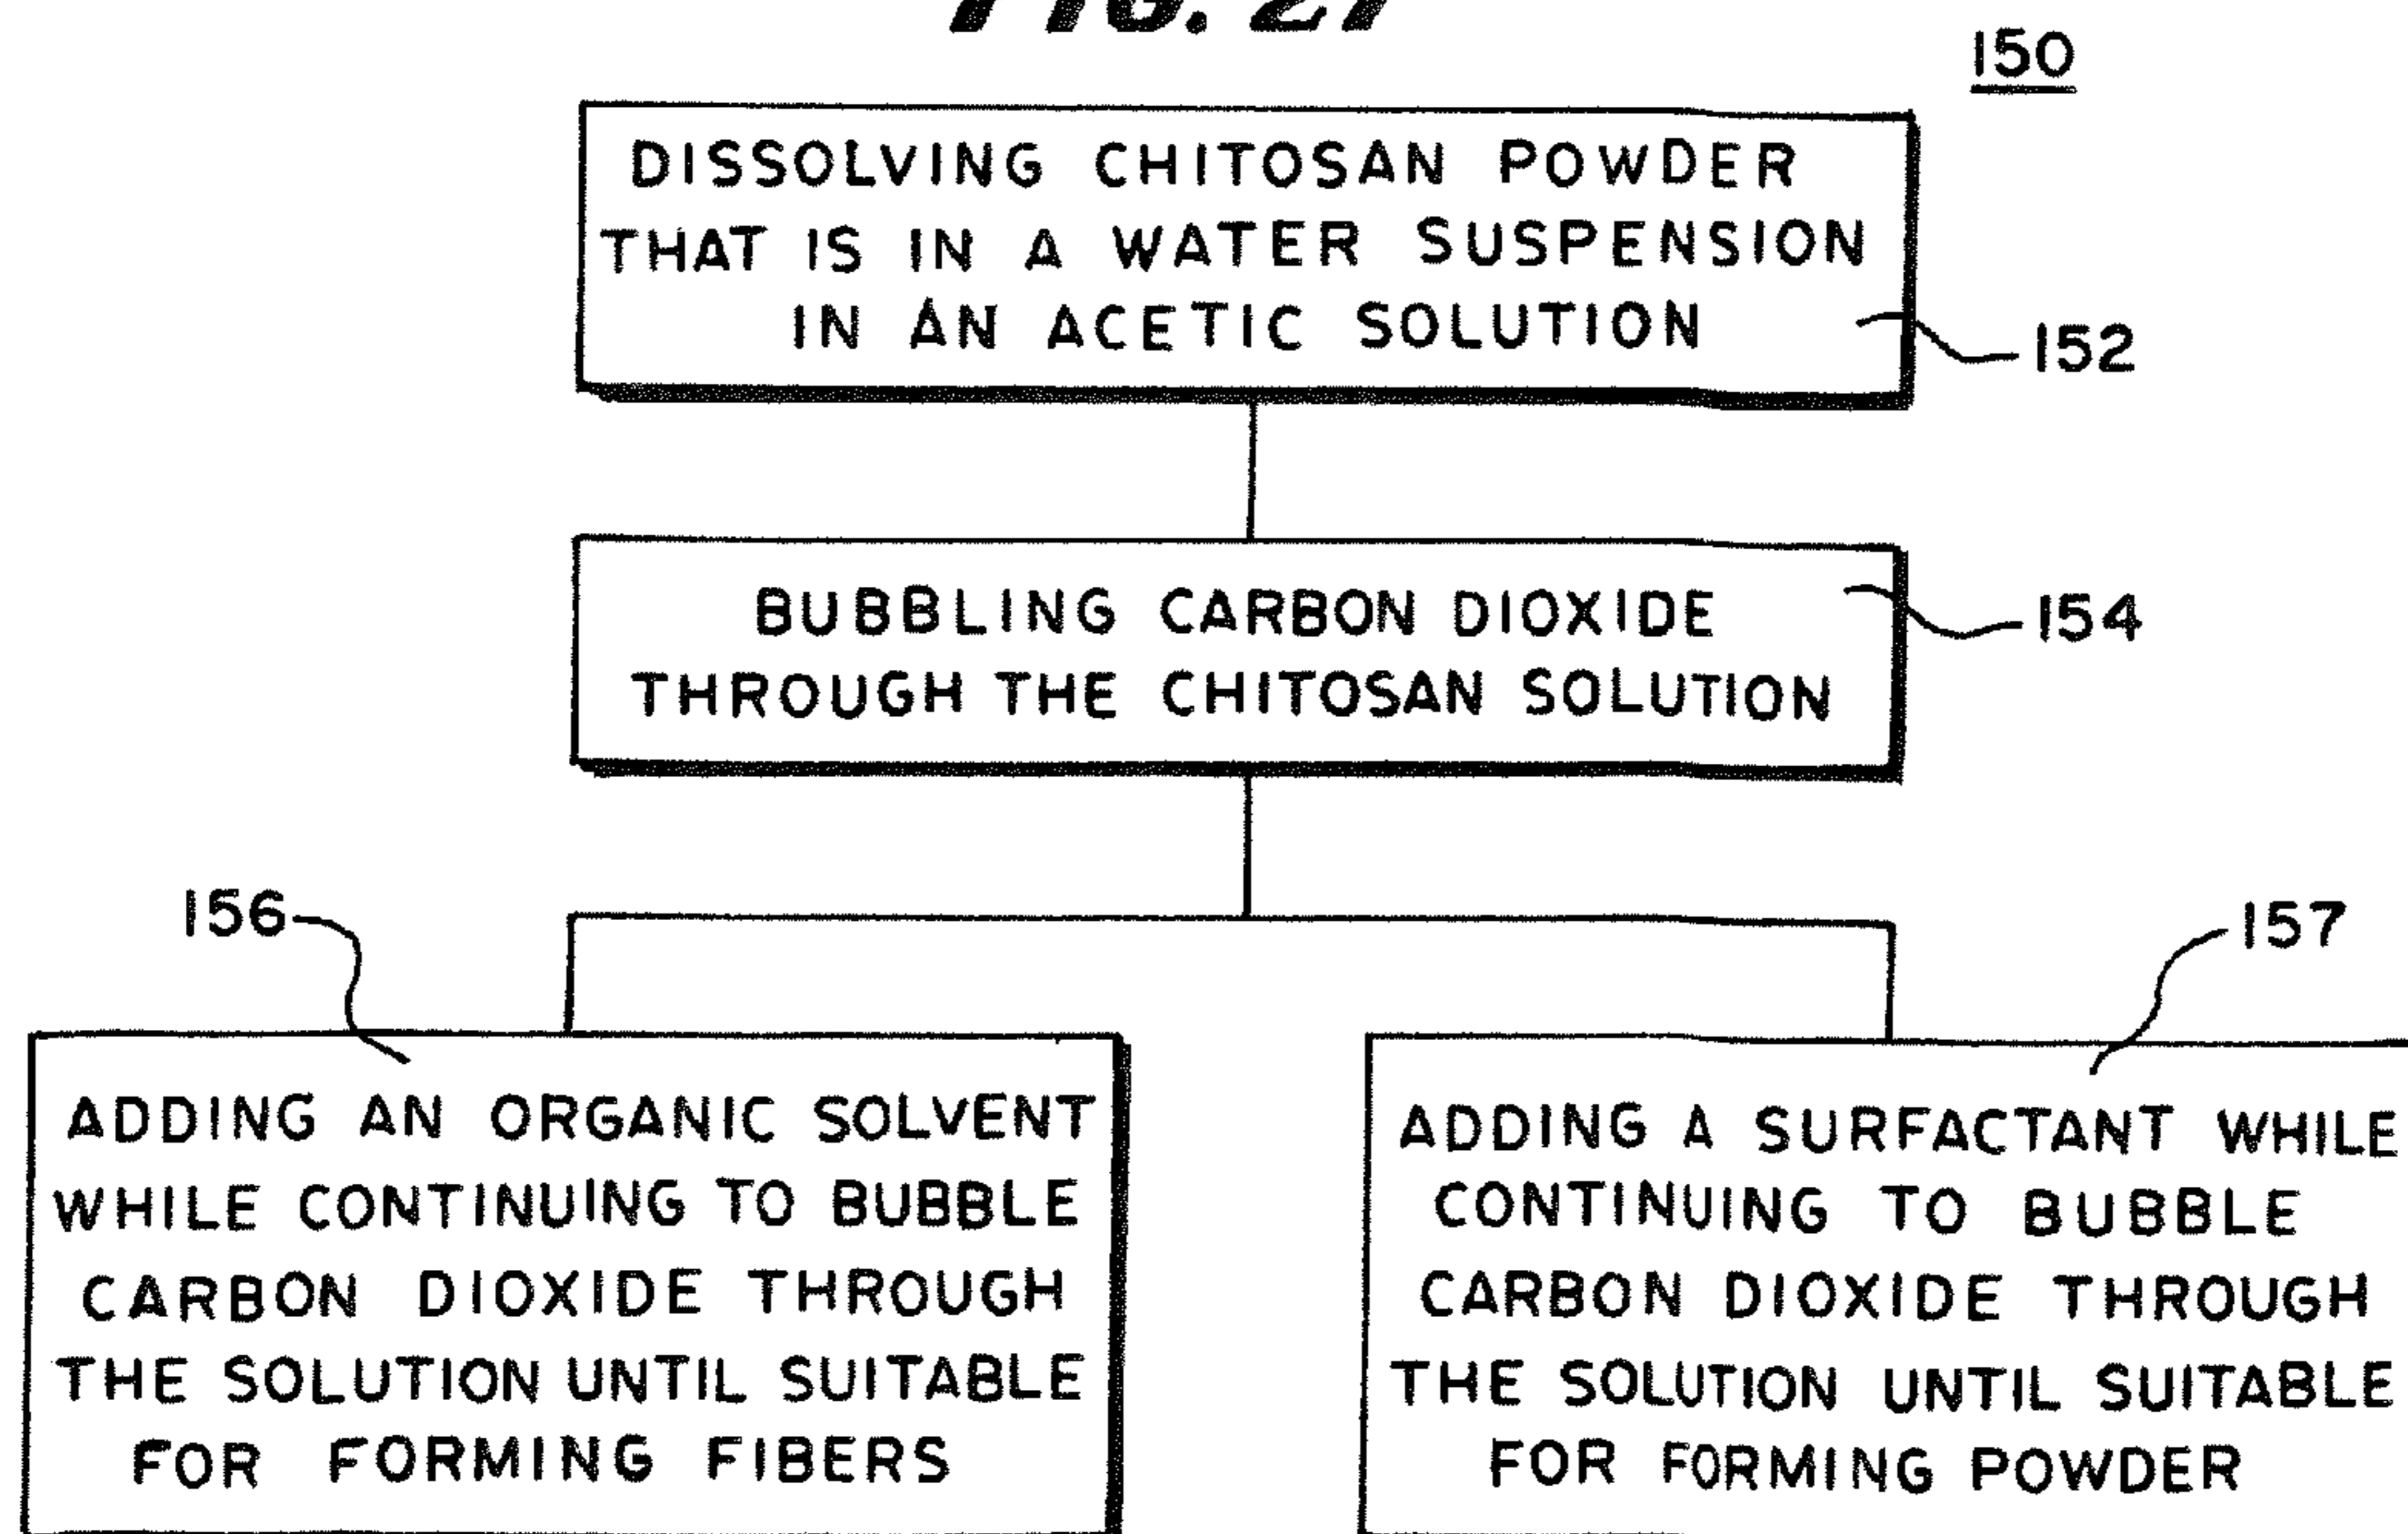 FIG. 27
150
DISSOLVING CHITOSAN POWDER
THAT IS IN A WATER SUSPENSION
IN AN ACETIC SOLUTION
152
BUBBLING CARBON DIOXIDE
THROUGH THE CHITOSAN SOLUTION
154
156
157
ADDING AN ORGANIC SOLVENT
WHILE CONTINUING TO BUBBLE
CARBON DIOXIDE THROUGH
THE SOLUTION UNTIL SUITABLE
FOR FORMING FIBERS
ADDING A SURFACTANT WHILE
CONTINUING TO BUBBLE
CARBON DIOXIDE THROUGH
THE SOLUTION UNTIL SUITABLE
FOR FORMING POWDER